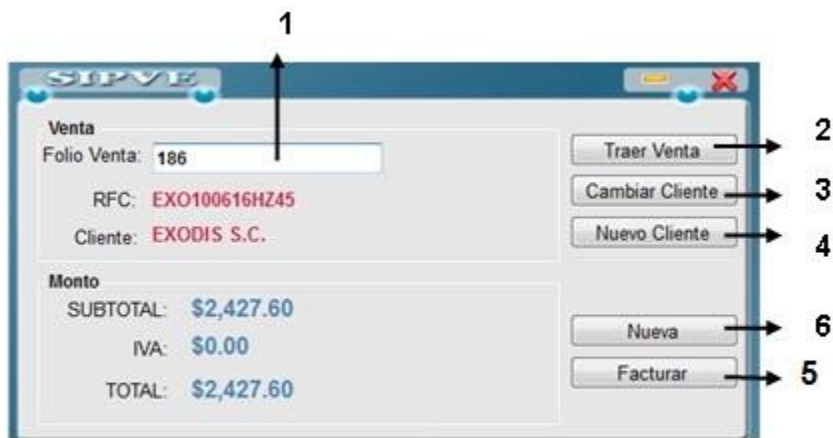 1
SIPVE
Venta
Folio Venta: 186
Traer Venta 2
RFC: EXO100616HZ45
Cambiar Cliente 3
Cliente: EXODIS S.C.
Nuevo Cliente 4
Monto
SUBTOTAL: $2,427.60
Nueva 6
IVA: $0.00
Facturar 5
TOTAL: $2,427.60